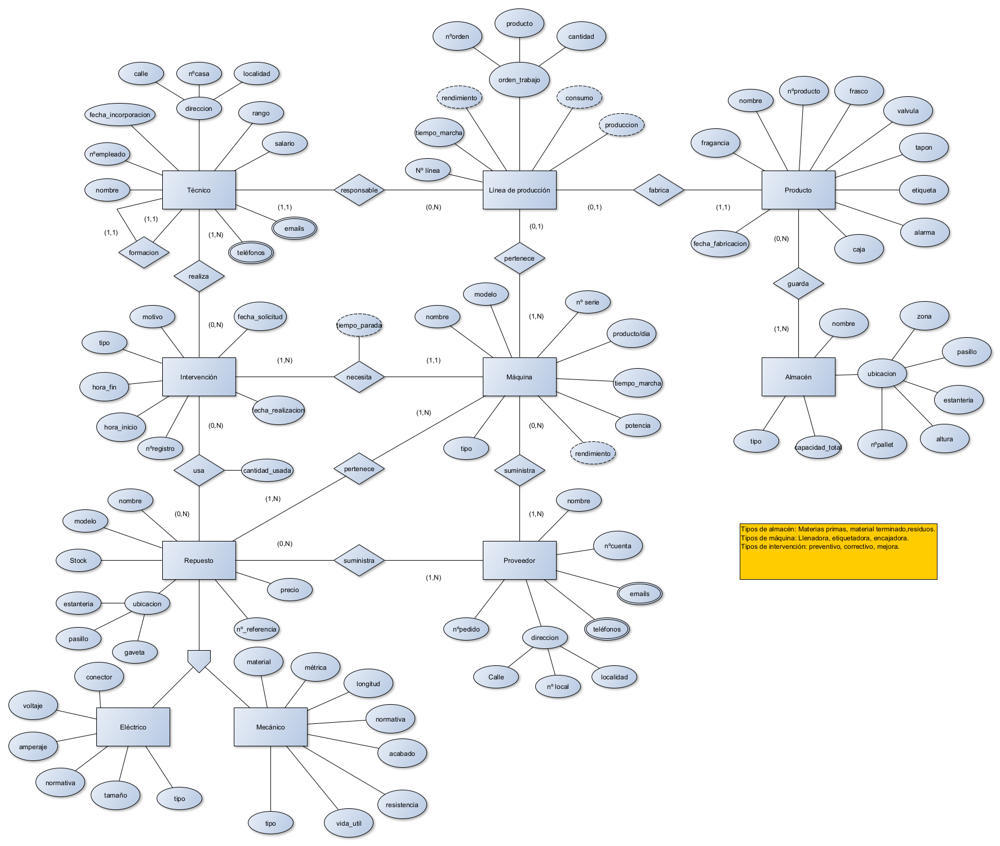 producto
nºorden
cantidad
calle
nºcasa
localidad
orden_trabajo
nºproducto
frasco
rendimiento
consumo
nombre
direccion
fecha_incorporacion
rango
valvula
produccion
tiempo_marcha
salario
fragancia
tapon
nºempleado
Nº línea
nombre
Técnico
responsable
Línea de producción
fabrica
Producto
etiqueta
(1,1)
(0,N)
(0,1)
(1,1)
(1,1)
(1,1)
(1,N)
emails
(0,1)
alarma
(0,N)
fecha_fabricacion
caja
formacion
teléfonos
pertenece
realiza
guarda
modelo
nº serie
motivo
fecha_solicitud
nombre
(1,N)
zona
(0,N)
tiempo_parada
nombre
(1,N)
producto/dia
tipo
pasillo
(1,N)
(1,1)
Intervención
necesita
Máquina
Almacén
ubicacion
tiempo_marcha
hora_fin
estanteria
fecha_realizacion
(1,N)
hora_inicio
(0,N)
(0,N)
potencia
altura
nºregistro
tipo
rendimiento
tipo
capacidad_total
nºpallet
usa
cantidad_usada
pertenece
suministra
nombre
(1,N)
nombre
modelo
(0,N)
(1,N)
Tipos de almacén: Materias primas, material terminado,residuos.
Tipos de máquina: Llenadora, etiquetadora, encajadora.
Tipos de intervención: preventivo, correctivo, mejora.
(0,N)
nºcuenta
Stock
Repuesto
suministra
Proveedor
(1,N)
precio
emails
estanteria
ubicacion
nº_referencia
nºpedido
teléfonos
pasillo
direccion
gaveta
material
métrica
conector
Calle
nº local
localidad
longitud
voltaje
normativa
Eléctrico
Mecánico
amperaje
acabado
normativa
tamaño
tipo
resistencia
tipo
vida_util